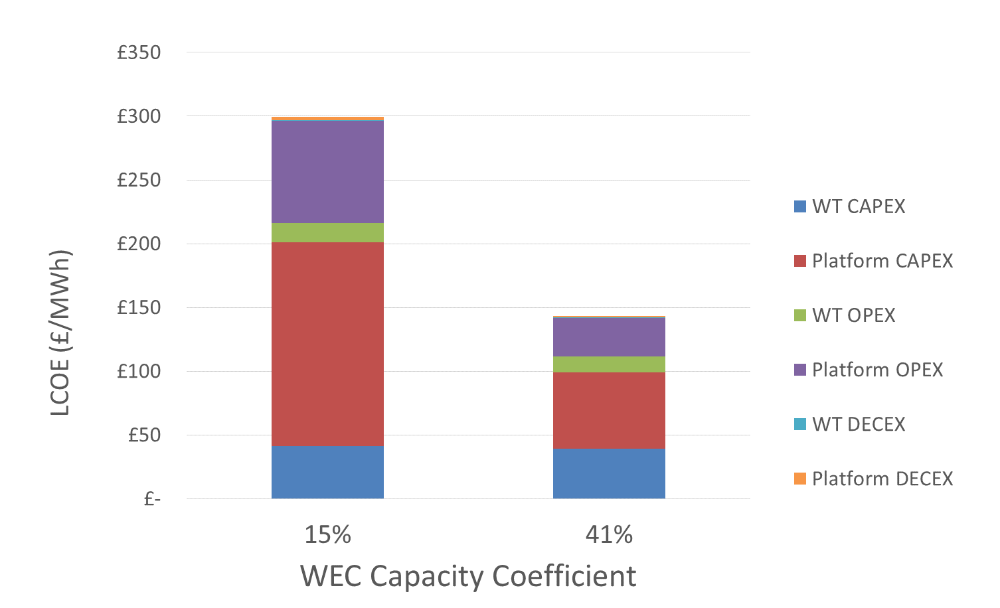 £350
£300
£250
£200
£150
£100
£50
£-
LCOE (£/MWh)
15%
41%
WEC Capacity Coefficient
WT CAPEX
Platform CAPEX
WT OPEX
Platform OPEX
WT DECEX
Platform DECEX